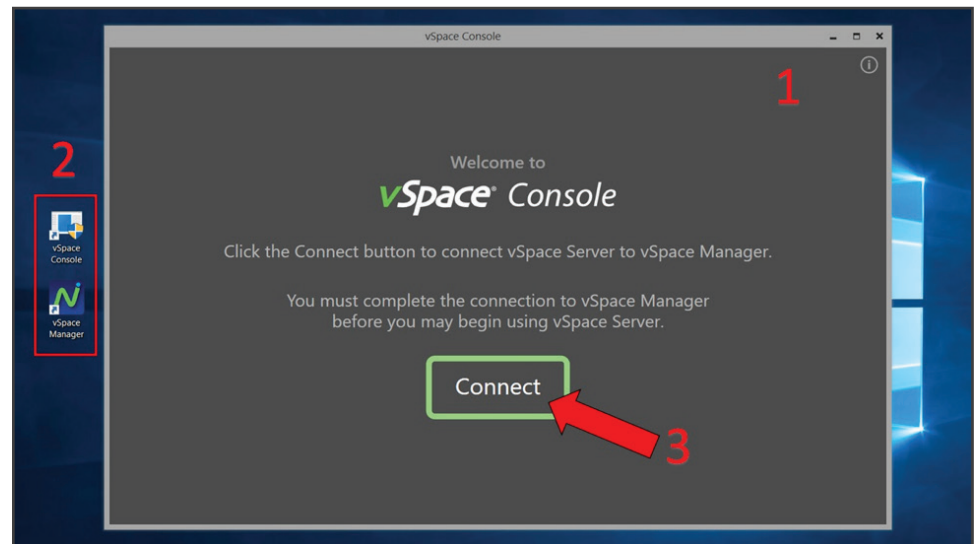 vSpace Console
1
2
Welcome to
vSpace® Console
vSpace
Console
Click the Connect button to connect vSpace Server to vSpace Manager.
You must complete the connection to vSpace Manager
before you may begin using vSpace Server.
vSpace
Manager
Connect
3